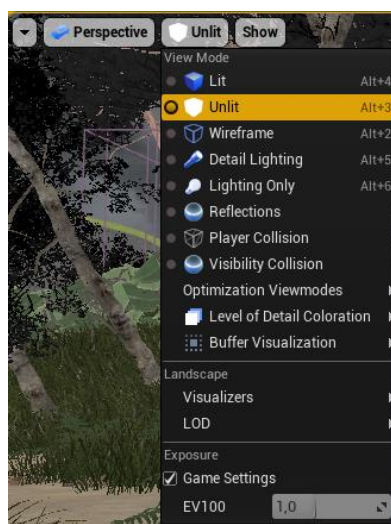 Perspective Unlit Show
View Mode
Lit Alt+4
Unlit Alt+3
Wireframe Alt+2
Detail Lighting Alt+5
Lighting Only Alt+6
Reflections
Player Collision
Visibility Collision
Optimization Viewmodes
Level of Detail Coloration
Buffer Visualization
Landscape
Visualizers
LOD
Exposure
Game Settings
EV100 1,0